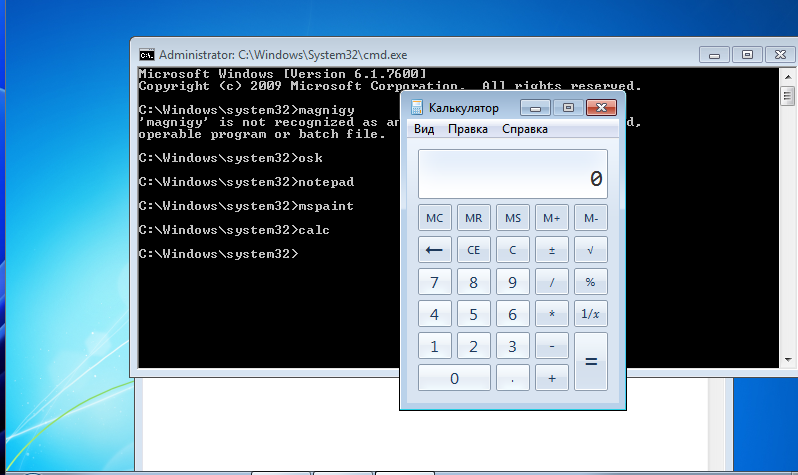 Administrator: C:\Windows\System32\cmd.exe
Microsoft Windows [Version 6.1.7600]
Copyright (c) 2009 Microsoft Corporation. All rights reserved.
C:\Windows\system32>magnigy
'magnigy' is not recognized as an
operable program or batch file.
C:\Windows\system32>osk
C:\Windows\system32>notepad
C:\Windows\system32>mspaint
C:\Windows\system32>calc
C:\Windows\system32>
Калькулятор
Вид Правка Справка
0
MC MR MS M+ M-
← CE C ± √
7 8 9 / %
4 5 6 * 1/x
1 2 3 - =
0 . +